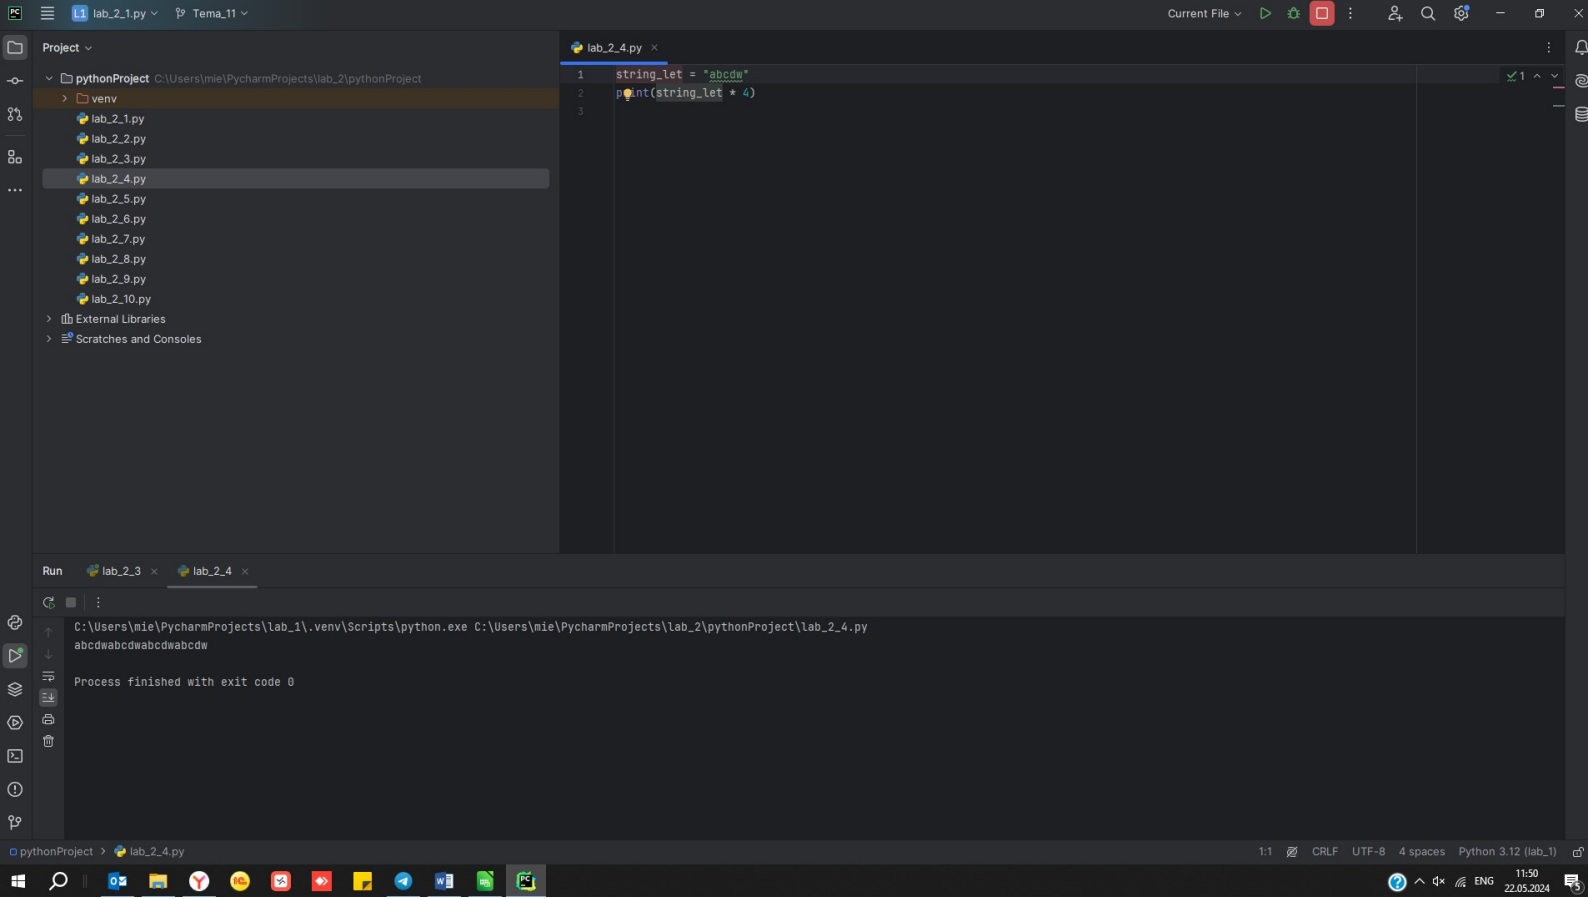 PC L1 lab_2_1.py Tema_11 Current File
Project
pythonProject C:\Users\mie\PycharmProjects\lab_2\pythonProject
venv
lab_2_1.py
lab_2_2.py
lab_2_3.py
lab_2_4.py
lab_2_5.py
lab_2_6.py
lab_2_7.py
lab_2_8.py
lab_2_9.py
lab_2_10.py
External Libraries
Scratches and Consoles
lab_2_4.py
1 string_let = "abcdw" 1
2 print(string_let * 4)
3
Run lab_2_3 lab_2_4
C:\Users\mie\PycharmProjects\lab_1\.venv\Scripts\python.exe C:\Users\mie\PycharmProjects\lab_2\pythonProject\lab_2_4.py
abcdwabcdwabcdwabcdw
Process finished with exit code 0
pythonProject > lab_2_4.py 1:1 CRLF UTF-8 4 spaces Python 3.12 (lab_1)
ENG 11:50
22.05.2024 5